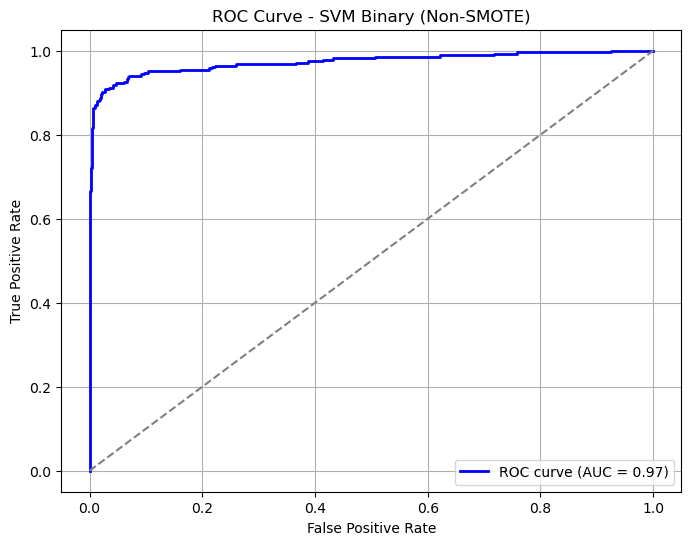 ROC Curve - SVM Binary (Non-SMOTE)
True Positive Rate
1.0
0.8
0.6
0.4
0.2
0.0
ROC curve (AUC = 0.97)
0.0 0.2 0.4 0.6 0.8 1.0
False Positive Rate